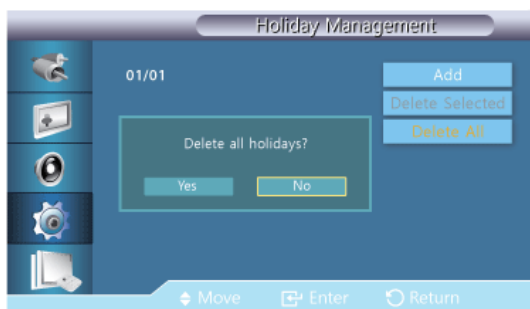 Holiday Management
01/01
Add
Delete Selected
Delete All
Delete all holidays?
Yes No
Move Enter Return